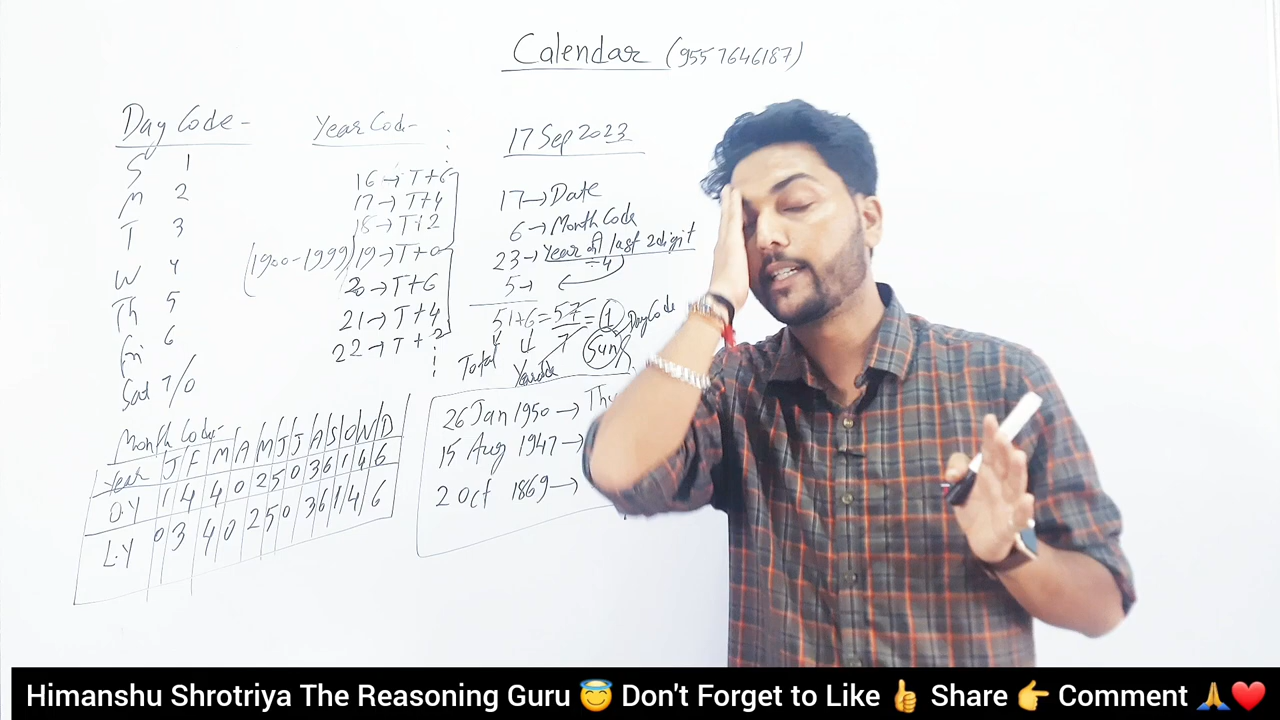 Calendar (9557646187)
Day Code -
S 1
M 2
T 3
W 4
Th 5
Fri 6
Sat 7/0
Year Code -
16 → T+6
17 → T+4
18 → T+2
(1900-1999) 19 → T+0
20 → T+6
21 → T+4
22 → T+2
17 Sep 2023
17 → Date
6 → Month Code
23 → Year of last 2 digit
÷4
5 →
51+6 = 57 = 1 Day Code
7
Sun
Total
Month Code -
Year J F M A M J J A S O N D
O.Y 1 4 4 0 2 5 0 3 6 1 4 6
L.Y 0 3 4 0 2 5 0 3 6 1 4 6
26 Jan 1950 → Thu
15 Aug 1947 →
2 Oct 1869 →
Himanshu Shrotriya The Reasoning Guru 😇 Don't Forget to Like 👍 Share 👉 Comment 🙏❤️